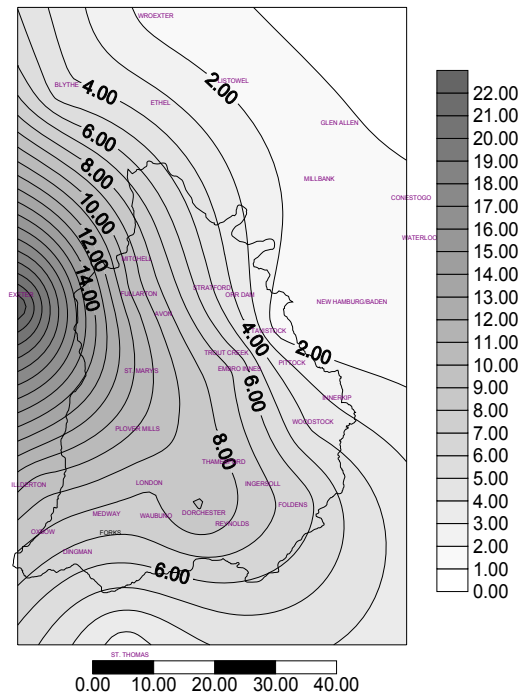 WROEXTER
BLYTHE
4.00
2.00
LISTOWEL
ETHEL
GLEN ALLEN
6.00
8.00
MILLBANK
CONESTOGO
10.00
12.00
WATERLOO
MITCHELL
14.00
EXETER
FULLARTON
STRATFORD
ORR DAM
NEW HAMBURG/BADEN
AVON
TAVISTOCK
4.00
2.00
TROUT CREEK
PITTOCK
ST. MARYS
EMBRO INNES
6.00
INNERKIP
WOODSTOCK
PLOVER MILLS
8.00
THAMESFORD
ILDERTON
LONDON
INGERSOLL
FOLDENS
MEDWAY
WAUBUNO
DORCHESTER
REYNOLDS
OXBOW
FORKS
DINGMAN
6.00
ST. THOMAS
0.00 10.00 20.00 30.00 40.00
22.00
21.00
20.00
19.00
18.00
17.00
16.00
15.00
14.00
13.00
12.00
11.00
10.00
9.00
8.00
7.00
6.00
5.00
4.00
3.00
2.00
1.00
0.00